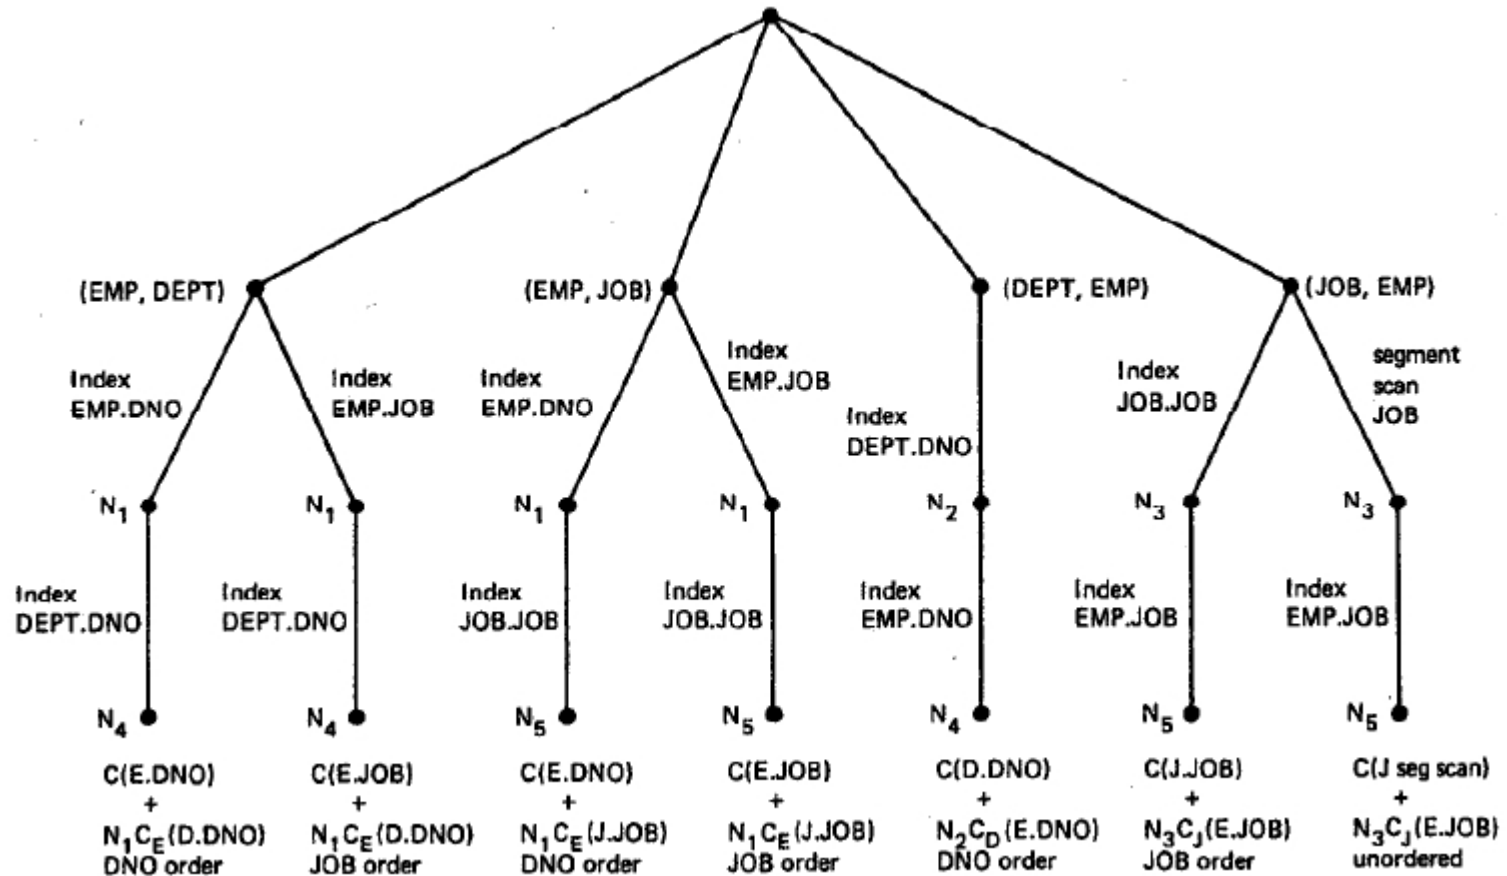 (EMP, DEPT)
(EMP, JOB)
(DEPT, EMP)
(JOB, EMP)
Index
EMP.DNO
Index
EMP.JOB
Index
EMP.DNO
Index
EMP.JOB
Index
DEPT.DNO
Index
JOB.JOB
segment
scan
JOB
N1
N1
N1
N1
N2
N3
N3
Index
DEPT.DNO
Index
DEPT.DNO
Index
JOB.JOB
Index
JOB.JOB
Index
EMP.DNO
Index
EMP.JOB
Index
EMP.JOB
N4
N4
N5
N5
N4
N5
N5
C(E.DNO)
+
N1CE(D.DNO)
DNO order
C(E.JOB)
+
N1CE(D.DNO)
JOB order
C(E.DNO)
+
N1CE(J.JOB)
DNO order
C(E.JOB)
+
N1CE(J.JOB)
JOB order
C(D.DNO)
+
N2CD(E.DNO)
DNO order
C(J.JOB)
+
N3CJ(E.JOB)
JOB order
C(J seg scan)
+
N3CJ(E.JOB)
unordered